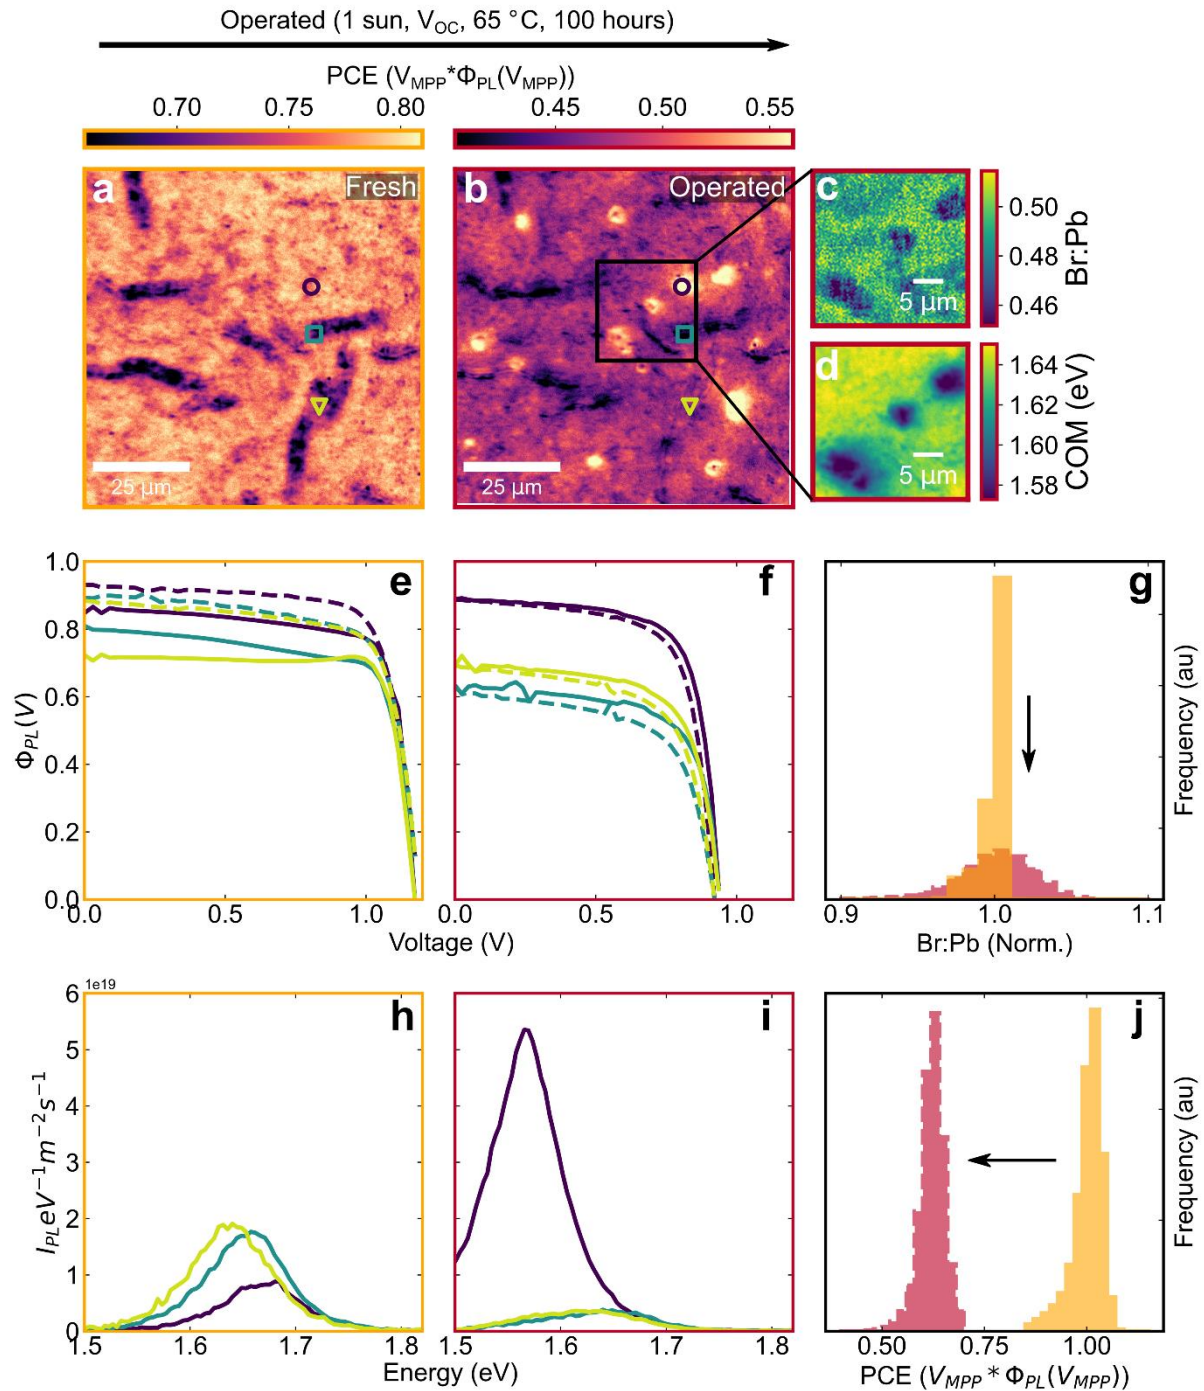 Operated (1 sun, V_OC, 65 °C, 100 hours)
PCE (V_MPP*Φ_PL(V_MPP))
0.70 0.75 0.80
0.45 0.50 0.55
a Fresh
25 μm
b Operated
25 μm
c
5 μm
0.50
0.48
0.46
Br:Pb
d
5 μm
1.64
1.62
1.60
1.58
COM (eV)
e
1.0
0.8
0.6
0.4
0.2
0.0
Φ_PL(V)
0.0 0.5 1.0
f
0.0 0.5 1.0
Voltage (V)
g
Frequency (au)
0.9 1.0 1.1
Br:Pb (Norm.)
1e19
h
6
5
4
3
2
1
0
I_PL eV⁻¹m⁻²s⁻¹
1.5 1.6 1.7 1.8
i
1.5 1.6 1.7 1.8
Energy (eV)
j
Frequency (au)
0.50 0.75 1.00
PCE (V_MPP * Φ_PL(V_MPP))